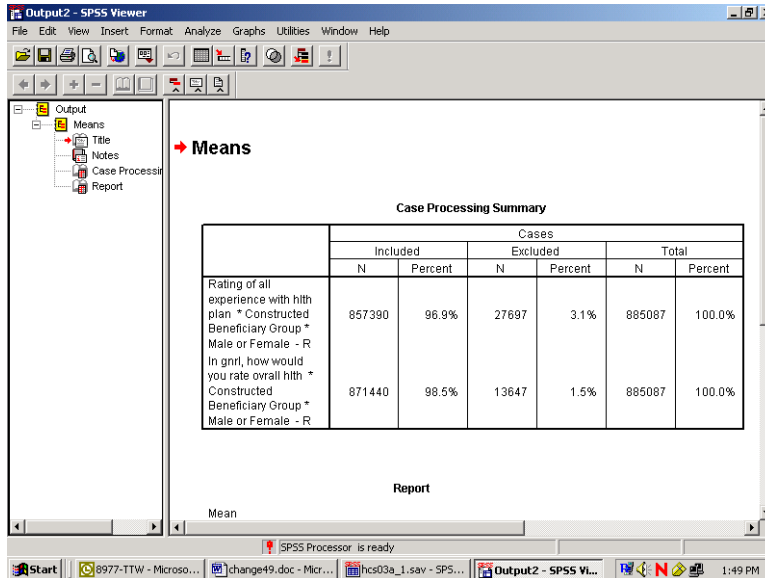 Output2 - SPSS Viewer
File Edit View Insert Format Analyze Graphs Utilities Window Help
Output
Means
Title
Notes
Case Processin
Report
Means
Case Processing Summary
Cases
Included Excluded Total
N Percent N Percent N Percent
Rating of all
experience with hlth
plan * Constructed
Beneficiary Group *
Male or Female - R
857390 96.9% 27697 3.1% 885087 100.0%
In gnrl, how would
you rate ovrall hlth *
Constructed
Beneficiary Group *
Male or Female - R
871440 98.5% 13647 1.5% 885087 100.0%
Report
Mean
SPSS Processor is ready
Start
8977-TTW - Microso...
change49.doc - Micr...
hcs03a_1.sav - SPS...
Output2 - SPSS Vi...
1:49 PM